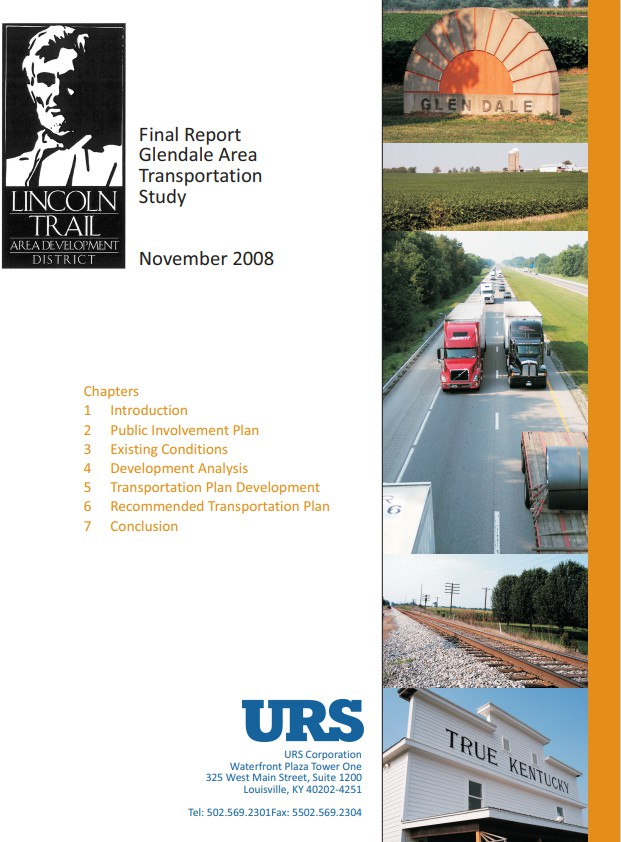 LINCOLN
TRAIL
AREA DEVELOPMENT
DISTRICT
Final Report
Glendale Area
Transportation
Study
November 2008
Chapters
1 Introduction
2 Public Involvement Plan
3 Existing Conditions
4 Development Analysis
5 Transportation Plan Development
6 Recommended Transportation Plan
7 Conclusion
URS
URS Corporation
Waterfront Plaza Tower One
325 West Main Street, Suite 1200
Louisville, KY 40202-4251
Tel: 502.569.2301Fax: 5502.569.2304
GLEN DALE
6
TRUE KENTUCKY